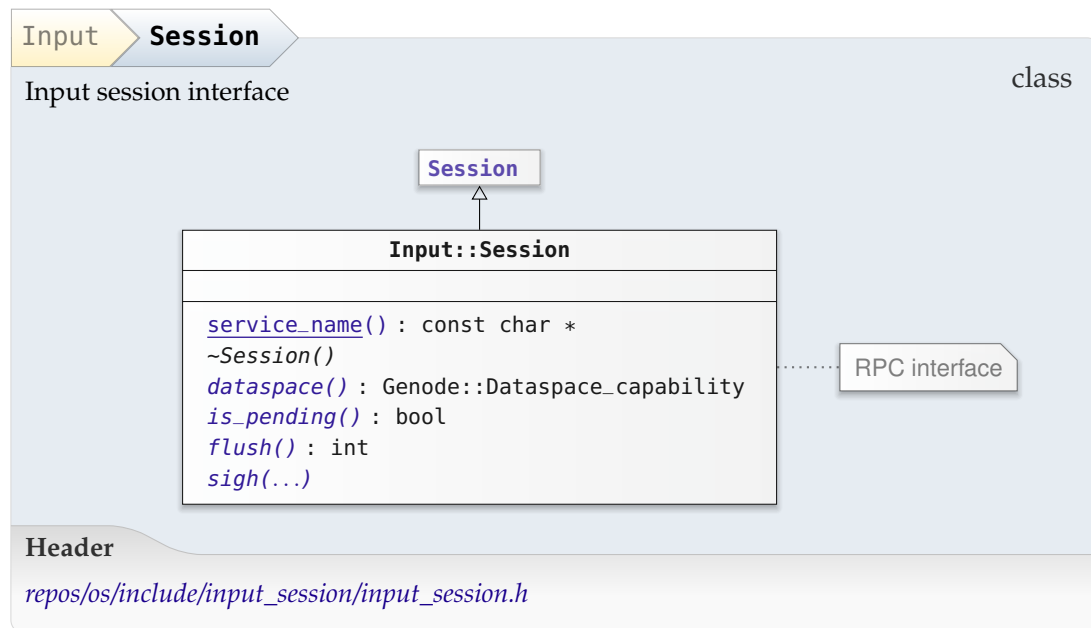 Input Session
class
Input session interface
Session
Input::Session
service_name() : const char *
~Session()
dataspace() : Genode::Dataspace_capability
is_pending() : bool
flush() : int
sigh(...)
RPC interface
Header
repos/os/include/input_session/input_session.h